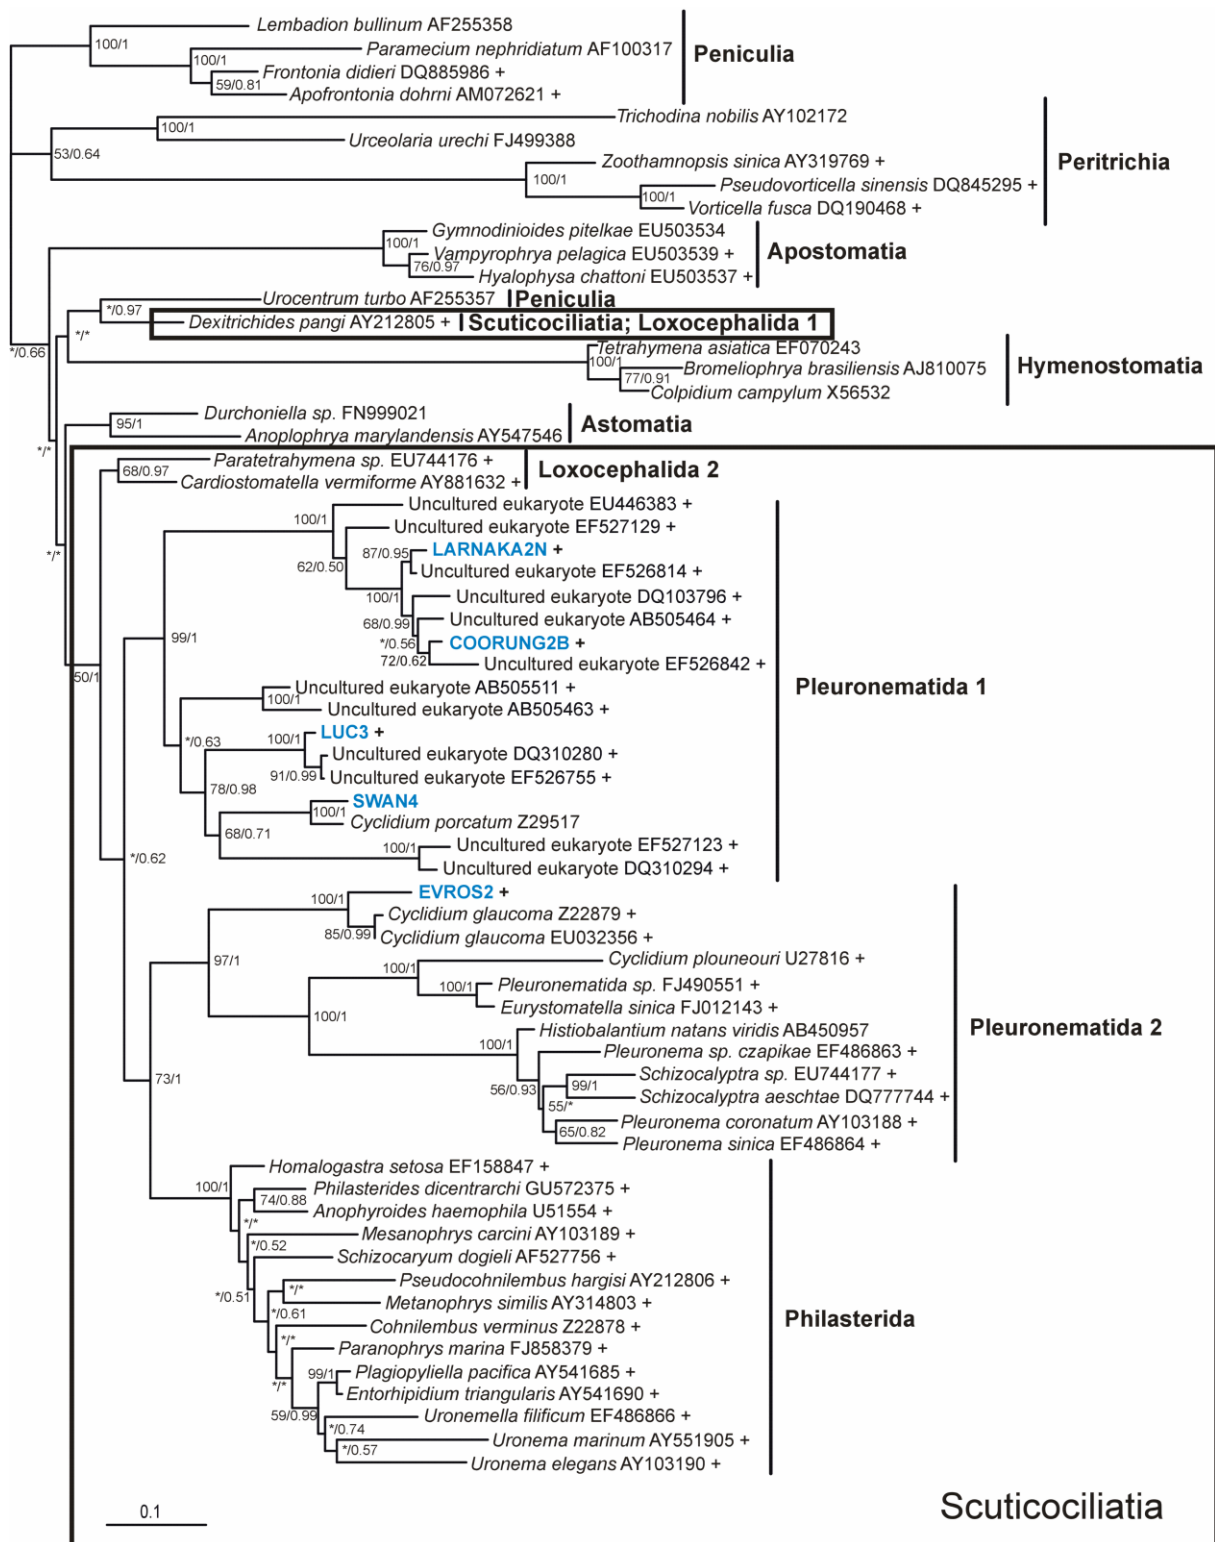 Lembadion bullinum AF255358
100/1
Paramecium nephridiatum AF100317
100/1
Peniculia
Frontonia didieri DQ885986 +
59/0.81
Apofrontonia dohrni AM072621 +
Trichodina nobilis AY102172
100/1
Urceolaria urechi FJ499388
53/0.64
Zoothamnopsis sinica AY319769 +
Peritrichia
100/1
Pseudovorticella sinensis DQ845295 +
100/1
Vorticella fusca DQ190468 +
Gymnodinioides pitelkae EU503534
100/1
Vampyrophrya pelagica EU503539 +
Apostomatia
76/0.97
Hyalophysa chattoni EU503537 +
Urocentrum turbo AF255357
Peniculia
*/0.97
Dexitrichides pangi AY212805 +
Scuticociliatia; Loxocephalida 1
*/*
*/0.66
Tetrahymena asiatica EF070243
100/1
Bromeliophrya brasiliensis AJ810075
Hymenostomatia
77/0.91
Colpidium campylum X56532
Durchoniella sp. FN999021
95/1
Astomatia
Anoplophrya marylandensis AY547546
*/*
Paratetrahymena sp. EU744176 +
68/0.97
Loxocephalida 2
Cardiostomatella vermiforme AY881632 +
Uncultured eukaryote EU446383 +
100/1
Uncultured eukaryote EF527129 +
87/0.95
LARNAKA2N +
*/*
62/0.50
Uncultured eukaryote EF526814 +
100/1
Uncultured eukaryote DQ103796 +
68/0.99
Uncultured eukaryote AB505464 +
99/1
*/0.56
COORUNG2B +
72/0.62
Uncultured eukaryote EF526842 +
50/1
Uncultured eukaryote AB505511 +
Pleuronematida 1
100/1
Uncultured eukaryote AB505463 +
LUC3 +
*/0.63
100/1
Uncultured eukaryote DQ310280 +
91/0.99
Uncultured eukaryote EF526755 +
78/0.98
SWAN4
100/1
Cyclidium porcatum Z29517
68/0.71
Uncultured eukaryote EF527123 +
100/1
*/0.62
Uncultured eukaryote DQ310294 +
EVROS2 +
100/1
Cyclidium glaucoma Z22879 +
85/0.99
Cyclidium glaucoma EU032356 +
97/1
Cyclidium plouneouri U27816 +
100/1
Pleuronematida sp. FJ490551 +
100/1
Eurystomatella sinica FJ012143 +
100/1
Histiobalantium natans viridis AB450957
Pleuronematida 2
100/1
Pleuronema sp. czapikae EF486863 +
Schizocalyptra sp. EU744177 +
73/1
56/0.93
99/1
Schizocalyptra aeschtae DQ777744 +
55/*
Pleuronema coronatum AY103188 +
65/0.82
Pleuronema sinica EF486864 +
Homalogastra setosa EF158847 +
100/1
Philasterides dicentrarchi GU572375 +
74/0.88
Anophyroides haemophila U51554 +
*/*
Mesanophrys carcini AY103189 +
*/0.52
Schizocaryum dogieli AF527756 +
Pseudocohnilembus hargisi AY212806 +
*/0.51
*/*
Metanophrys similis AY314803 +
*/0.61
Philasterida
Cohnilembus verminus Z22878 +
*/*
Paranophrys marina FJ858379 +
99/1
Plagiopyliella pacifica AY541685 +
*/*
Entorhipidium triangularis AY541690 +
59/0.99
Uronemella filificum EF486866 +
*/0.74
Uronema marinum AY551905 +
*/0.57
Uronema elegans AY103190 +
0.1
Scuticociliatia